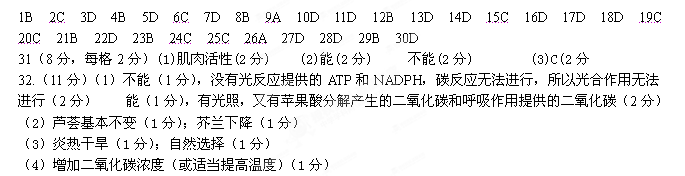 1B 2C 3D 4B 5D 6C 7D 8B 9A 10D 11D 12B 13D 14D 15C 16D 17D 18D 19C
20C 21B 22D 23B 24C 25C 26A 27D 28D 29B 30D
31（8分，每格2分）(1)肌肉活性(2分) (2)能(2分) 不能(2分) (3)C(2分
32.（11分）（1）不能（1分），没有光反应提供的 ATP 和 NADPH，碳反应无法进行，所以光合作用无法
进行（2分） 能（1分），有光照，又有苹果酸分解产生的二氧化碳和呼吸作用提供的二氧化碳（2分）
（2）芦荟基本不变（1分）；芥兰下降（1分）
（3）炎热干旱（1分）；自然选择（1分）
（4）增加二氧化碳浓度（或适当提高温度）（1分）